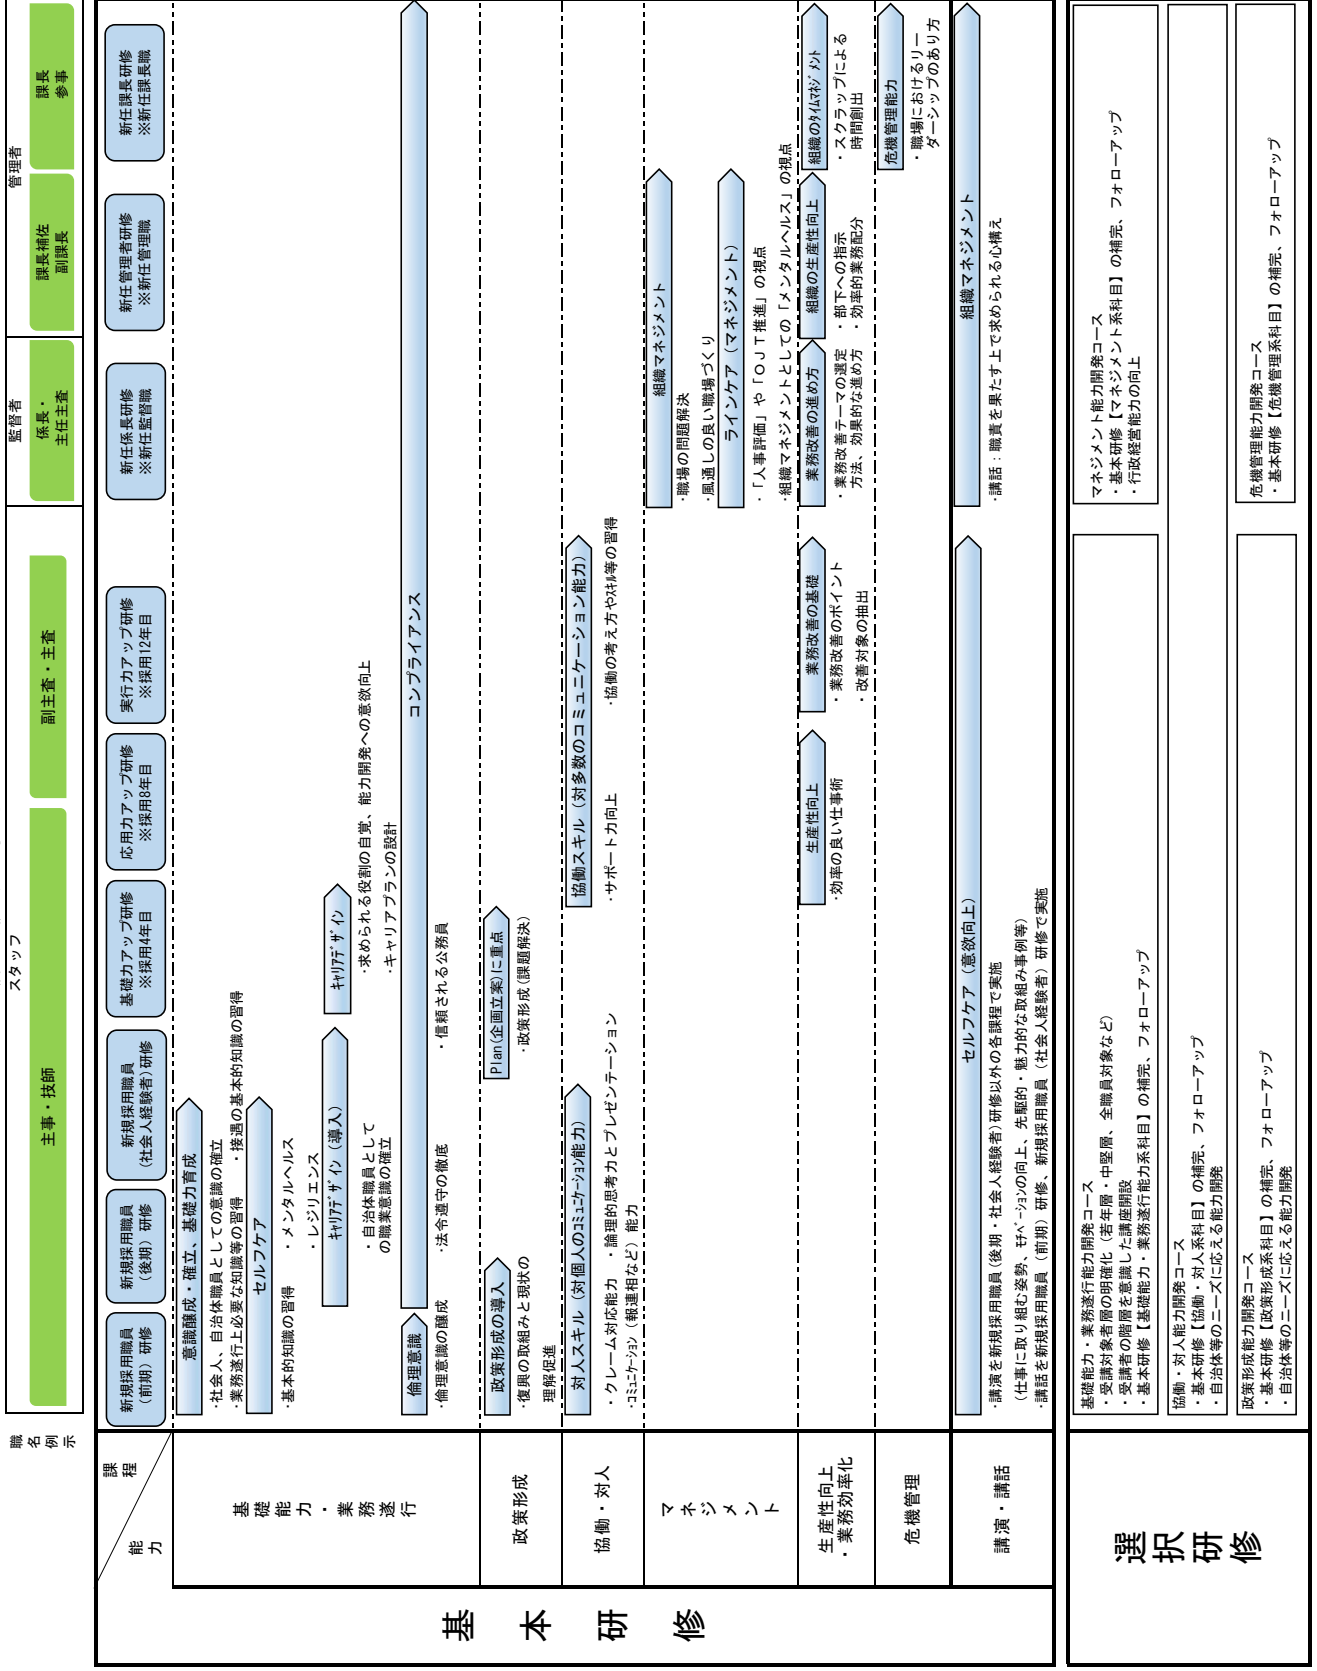 職名例示
スタッフ
監督者
管理者
主事・技師
副主査・主査
係長・
主任主査
課長補佐
副課長
課長
参事
課程
能力
新規採用職員
（前期）研修
新規採用職員
（後期）研修
新規採用職員
（社会人経験者）研修
基礎力アップ研修
※採用4年目
応用力アップ研修
※採用8年目
実行力アップ研修
※採用12年目
新任係長研修
※新任監督職
新任管理者研修
※新任管理職
新任課長研修
※新任課長職
基本研修
基礎能力・業務遂行
意識醸成・確立、基礎力育成
・社会人、自治体職員としての意識の確立
・業務遂行上必要な知識等の習得　・接遇の基本的知識の習得
セルフケア
・基本的知識の習得　・メンタルヘルス
・レジリエンス
ｷｬﾘｱﾃﾞｻﾞｲﾝ（導入）
・自治体職員として
の職業意識の確立
ｷｬﾘｱﾃﾞｻﾞｲﾝ
・求められる役割の自覚、能力開発への意欲向上
・キャリアプランの設計
倫理意識
コンプライアンス
・倫理意識の醸成　・法令遵守の徹底　・信頼される公務員
政策形成
政策形成の導入
・復興の取組みと現状の
理解促進
Plan(企画立案)に重点
・政策形成(課題解決)
協働・対人
対人スキル（対個人のｺﾐｭﾆｹｰｼｮﾝ能力）
・クレーム対応能力　・論理的思考力とプレゼンテーション
・ｺﾐｭﾆｹｰｼｮﾝ（報連相など）能力
協働スキル（対多数のコミュニケーション能力）
・サポート力向上　・協働の考え方やｽｷﾙ等の習得
マネジメント
組織マネジメント
・職場の問題解決
・風通しの良い職場づくり
ラインケア（マネジメント）
・「人事評価」や「ＯＪＴ推進」の視点
・組織マネジメントとしての「メンタルヘルス」の視点
生産性向上
・業務効率化
生産性向上
・効率の良い仕事術
業務改善の基礎
・業務改善のポイント
・改善対象の抽出
業務改善の進め方
・業務改善テーマの選定
方法、効果的な進め方
組織の生産性向上
・部下への指示
・効率的業務配分
組織のﾀｲﾑﾏﾈｼﾞﾒﾝﾄ
・スクラップによる
時間創出
危機管理
危機管理能力
・職場におけるリー
ダーシップのあり方
講演・講話
セルフケア（意欲向上）
・講演を新規採用職員(後期・社会人経験者)研修以外の各課程で実施
（仕事に取り組む姿勢、ﾓﾁﾍﾞｰｼｮﾝの向上、先駆的・魅力的な取組み事例等）
・講話を新規採用職員（前期）研修、新規採用職員（社会人経験者）研修で実施
組織マネジメント
・講話：職責を果たす上で求められる心構え
選択研修
基礎能力・業務遂行能力開発コース
・受講対象者層の明確化（若年層・中堅層、全職員対象など）
・受講者の階層を意識した講座開設
・基本研修【基礎能力・業務遂行能力系科目】の補完、フォローアップ
マネジメント能力開発コース
・基本研修【マネジメント系科目】の補完、フォローアップ
・行政経営能力の向上
協働・対人能力開発コース
・基本研修【協働・対人系科目】の補完、フォローアップ
・自治体等のニーズに応える能力開発
政策形成能力開発コース
・基本研修【政策形成系科目】の補完、フォローアップ
・自治体等のニーズに応える能力開発
危機管理能力開発コース
・基本研修【危機管理系科目】の補完、フォローアップ